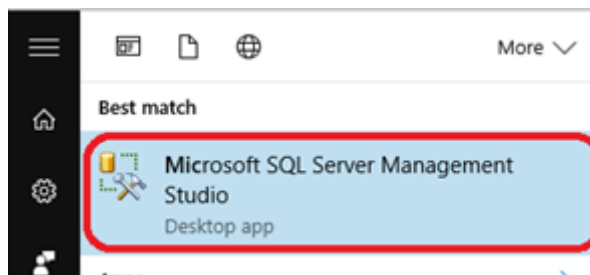 More
Best match
Microsoft SQL Server Management
Studio
Desktop app